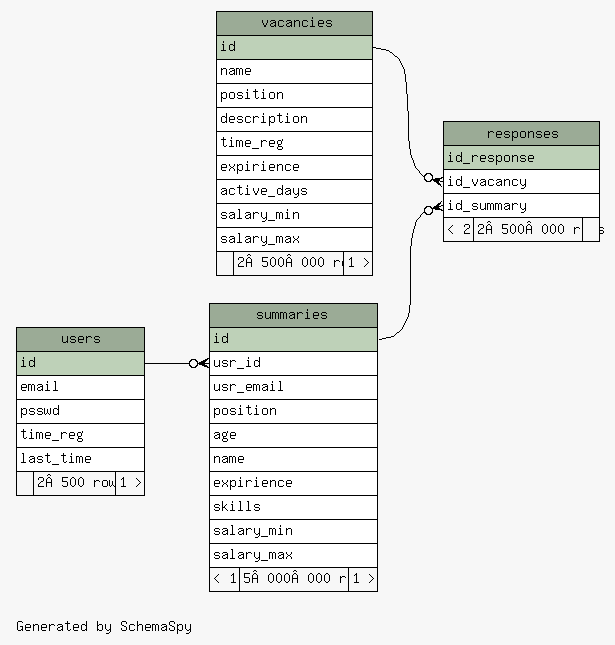 vacancies
id
name
position
description
time_reg
expirience
active_days
salary_min
salary_max
2Â 500Â 000 r 1 >
responses
id_response
id_vacancy
id_summary
< 2 2Â 500Â 000 r s
users
id
email
psswd
time_reg
last_time
2Â 500 row 1 >
summaries
id
usr_id
usr_email
position
age
name
expirience
skills
salary_min
salary_max
< 1 5Â 000Â 000 r 1 >
Generated by SchemaSpy